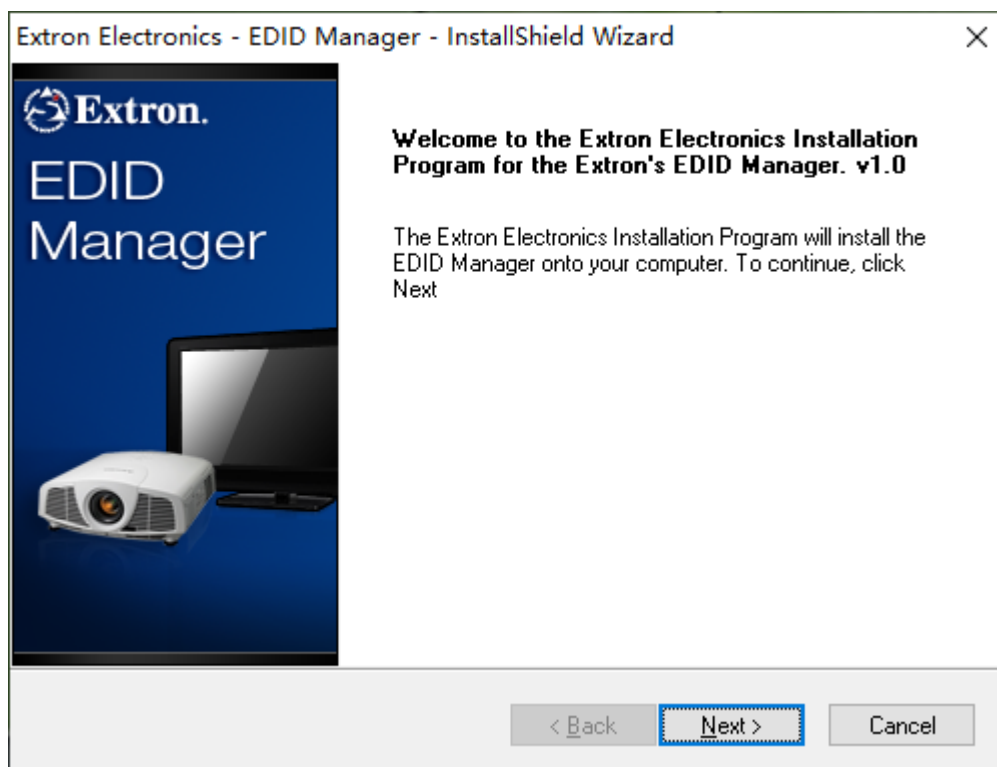 Extron Electronics - EDID Manager - InstallShield Wizard
Extron.
EDID
Manager
Welcome to the Extron Electronics Installation
Program for the Extron's EDID Manager. v1.0
The Extron Electronics Installation Program will install the
EDID Manager onto your computer. To continue, click
Next
< Back
Next >
Cancel